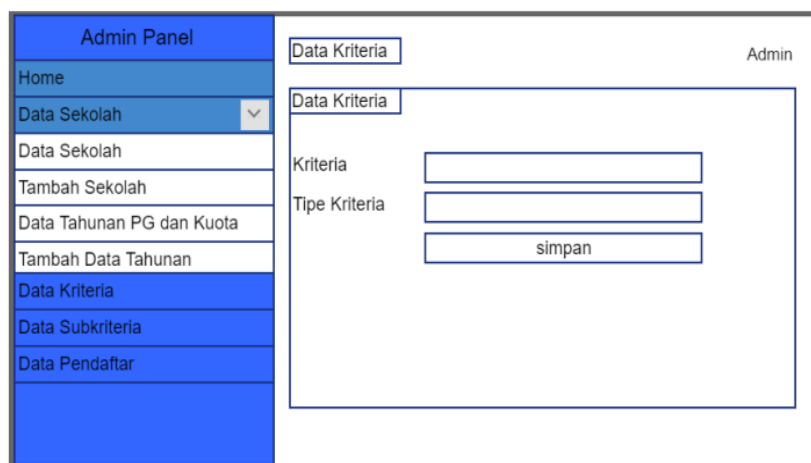 Admin Panel
Home
Data Sekolah
Data Sekolah
Tambah Sekolah
Data Tahunan PG dan Kuota
Tambah Data Tahunan
Data Kriteria
Data Subkriteria
Data Pendaftar
Data Kriteria
Admin
Data Kriteria
Kriteria
Tipe Kriteria
simpan